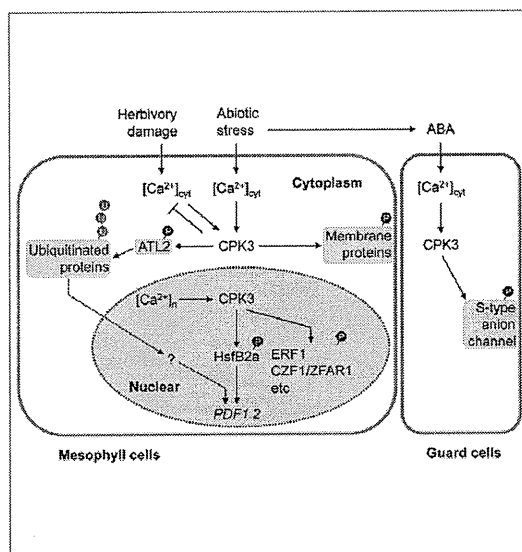 Herbivory
damage
Abiotic
stress
ABA
[Ca²⁺]cyt
[Ca²⁺]cyt
Cytoplasm
[Ca²⁺]cyt
U
U
U
P
P
Ubiquitinated
proteins
ATL2
CPK3
Membrane
proteins
CPK3
[Ca²⁺]n
CPK3
P
S-type
anion
channel
P
P
HsfB2a
ERF1
CZF1/ZFAR1
etc
?
Nuclear
PDF1.2
Mesophyll cells
Guard cells